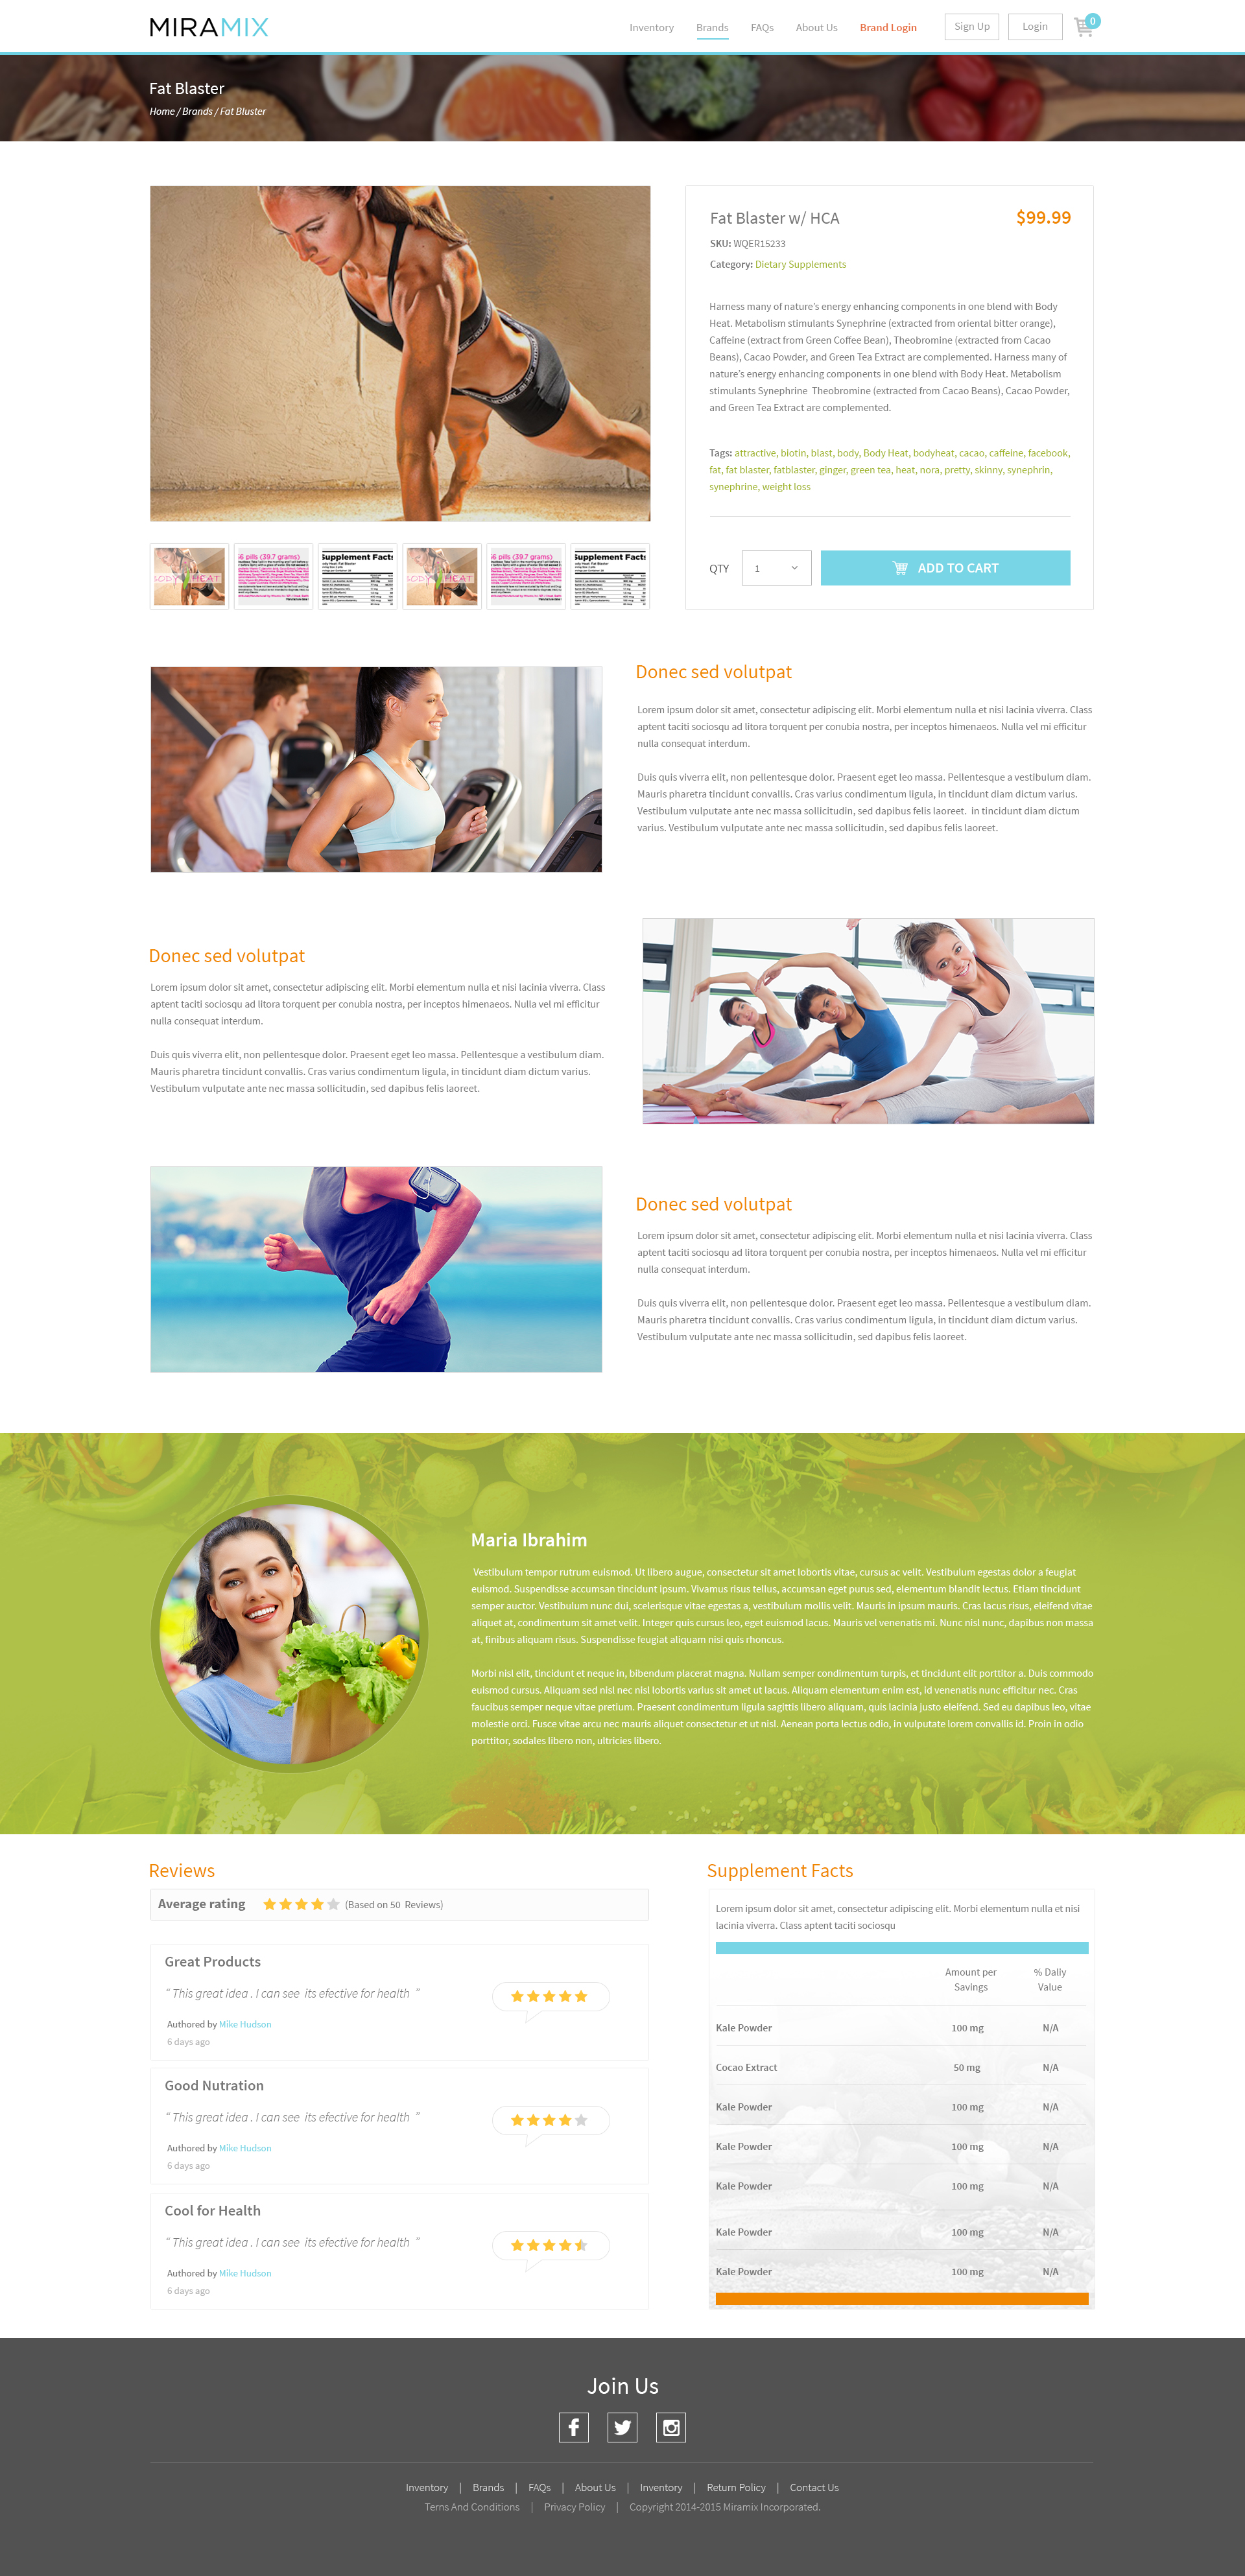 MIRAMIX
Inventory Brands FAQs About Us Brand Login Sign Up Login 0
Fat Blaster
Home / Brands / Fat Bluster
Fat Blaster w/ HCA $99.99
SKU: WQER15233
Category: Dietary Supplements
Harness many of nature's energy enhancing components in one blend with Body
Heat. Metabolism stimulants Synephrine (extracted from oriental bitter orange),
Caffeine (extract from Green Coffee Bean), Theobromine (extracted from Cacao
Beans), Cacao Powder, and Green Tea Extract are complemented. Harness many of
nature's energy enhancing components in one blend with Body Heat. Metabolism
stimulants Synephrine Theobromine (extracted from Cacao Beans), Cacao Powder,
and Green Tea Extract are complemented.
Tags: attractive, biotin, blast, body, Body Heat, bodyheat, cacao, caffeine, facebook,
fat, fat blaster, fatblaster, ginger, green tea, heat, nora, pretty, skinny, synephrin,
synephrine, weight loss
QTY 1 ADD TO CART
BODY HEAT
56 pills (39.7 grams)
Supplement Facts
BODY HEAT
56 pills (39.7 grams)
Supplement Facts
Donec sed volutpat
Lorem ipsum dolor sit amet, consectetur adipiscing elit. Morbi elementum nulla et nisi lacinia viverra. Class
aptent taciti sociosqu ad litora torquent per conubia nostra, per inceptos himenaeos. Nulla vel mi efficitur
nulla consequat interdum.
Duis quis viverra elit, non pellentesque dolor. Praesent eget leo massa. Pellentesque a vestibulum diam.
Mauris pharetra tincidunt convallis. Cras varius condimentum ligula, in tincidunt diam dictum varius.
Vestibulum vulputate ante nec massa sollicitudin, sed dapibus felis laoreet. in tincidunt diam dictum
varius. Vestibulum vulputate ante nec massa sollicitudin, sed dapibus felis laoreet.
Donec sed volutpat
Lorem ipsum dolor sit amet, consectetur adipiscing elit. Morbi elementum nulla et nisi lacinia viverra. Class
aptent taciti sociosqu ad litora torquent per conubia nostra, per inceptos himenaeos. Nulla vel mi efficitur
nulla consequat interdum.
Duis quis viverra elit, non pellentesque dolor. Praesent eget leo massa. Pellentesque a vestibulum diam.
Mauris pharetra tincidunt convallis. Cras varius condimentum ligula, in tincidunt diam dictum varius.
Vestibulum vulputate ante nec massa sollicitudin, sed dapibus felis laoreet.
Donec sed volutpat
Lorem ipsum dolor sit amet, consectetur adipiscing elit. Morbi elementum nulla et nisi lacinia viverra. Class
aptent taciti sociosqu ad litora torquent per conubia nostra, per inceptos himenaeos. Nulla vel mi efficitur
nulla consequat interdum.
Duis quis viverra elit, non pellentesque dolor. Praesent eget leo massa. Pellentesque a vestibulum diam.
Mauris pharetra tincidunt convallis. Cras varius condimentum ligula, in tincidunt diam dictum varius.
Vestibulum vulputate ante nec massa sollicitudin, sed dapibus felis laoreet.
Maria Ibrahim
Vestibulum tempor rutrum euismod. Ut libero augue, consectetur sit amet lobortis vitae, cursus ac velit. Vestibulum egestas dolor a feugiat
euismod. Suspendisse accumsan tincidunt ipsum. Vivamus risus tellus, accumsan eget purus sed, elementum blandit lectus. Etiam tincidunt
semper auctor. Vestibulum nunc dui, scelerisque vitae egestas a, vestibulum mollis velit. Mauris in ipsum mauris. Cras lacus risus, eleifend vitae
aliquet at, condimentum sit amet velit. Integer quis cursus leo, eget euismod lacus. Mauris vel venenatis mi. Nunc nisl nunc, dapibus non massa
at, finibus aliquam risus. Suspendisse feugiat aliquam nisi quis rhoncus.
Morbi nisl elit, tincidunt et neque in, bibendum placerat magna. Nullam semper condimentum turpis, et tincidunt elit porttitor a. Duis commodo
euismod cursus. Aliquam sed nisl nec nisl lobortis varius sit amet ut lacus. Aliquam elementum enim est, id venenatis nunc efficitur nec. Cras
faucibus semper neque vitae pretium. Praesent condimentum ligula sagittis libero aliquam, quis lacinia justo eleifend. Sed eu dapibus leo, vitae
molestie orci. Fusce vitae arcu nec mauris aliquet consectetur et ut nisl. Aenean porta lectus odio, in vulputate lorem convallis id. Proin in odio
porttitor, sodales libero non, ultricies libero.
Reviews
Average rating (Based on 50 Reviews)
Great Products
“ This great idea . I can see its efective for health ”
Authored by Mike Hudson
6 days ago
Good Nutration
“ This great idea . I can see its efective for health ”
Authored by Mike Hudson
6 days ago
Cool for Health
“ This great idea . I can see its efective for health ”
Authored by Mike Hudson
6 days ago
Supplement Facts
Lorem ipsum dolor sit amet, consectetur adipiscing elit. Morbi elementum nulla et nisi
lacinia viverra. Class aptent taciti sociosqu
Amount per % Daliy
Savings Value
Kale Powder 100 mg N/A
Cocao Extract 50 mg N/A
Kale Powder 100 mg N/A
Kale Powder 100 mg N/A
Kale Powder 100 mg N/A
Kale Powder 100 mg N/A
Kale Powder 100 mg N/A
Join Us
Inventory | Brands | FAQs | About Us | Inventory | Return Policy | Contact Us
Terns And Conditions | Privacy Policy | Copyright 2014-2015 Miramix Incorporated.